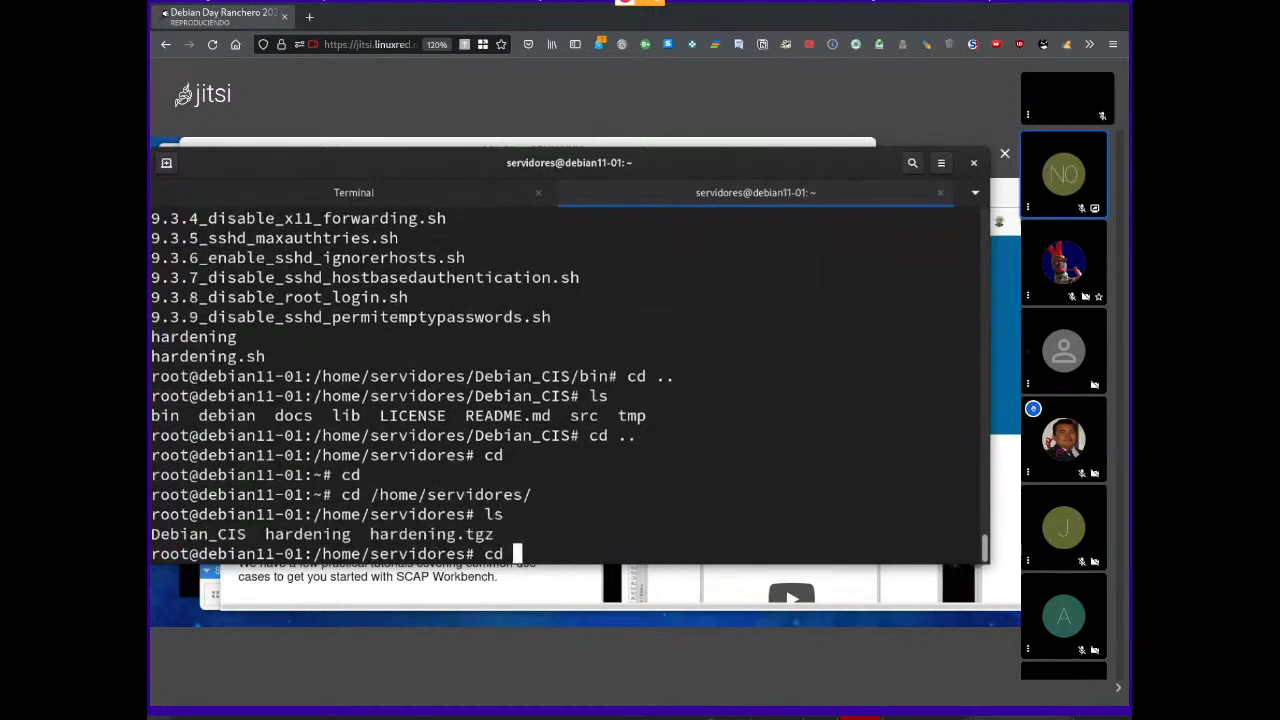 Debian Day Ranchero 202
REPRODUCIENDO
https://jitsi.linuxred.
120%
jitsi
servidores@debian11-01: ~
Terminal
servidores@debian11-01: ~
9.3.4_disable_x11_forwarding.sh
9.3.5_sshd_maxauthtries.sh
9.3.6_enable_sshd_ignorerhosts.sh
9.3.7_disable_sshd_hostbasedauthentication.sh
9.3.8_disable_root_login.sh
9.3.9_disable_sshd_permitemptypasswords.sh
hardening
hardening.sh
root@debian11-01:/home/servidores/Debian_CIS/bin# cd ..
root@debian11-01:/home/servidores/Debian_CIS# ls
bin debian docs lib LICENSE README.md src tmp
root@debian11-01:/home/servidores/Debian_CIS# cd ..
root@debian11-01:/home/servidores# cd
root@debian11-01:~# cd
root@debian11-01:~# cd /home/servidores/
root@debian11-01:/home/servidores# ls
Debian_CIS hardening hardening.tgz
root@debian11-01:/home/servidores# cd
cases to get you started with SCAP Workbench.
NO
J
A